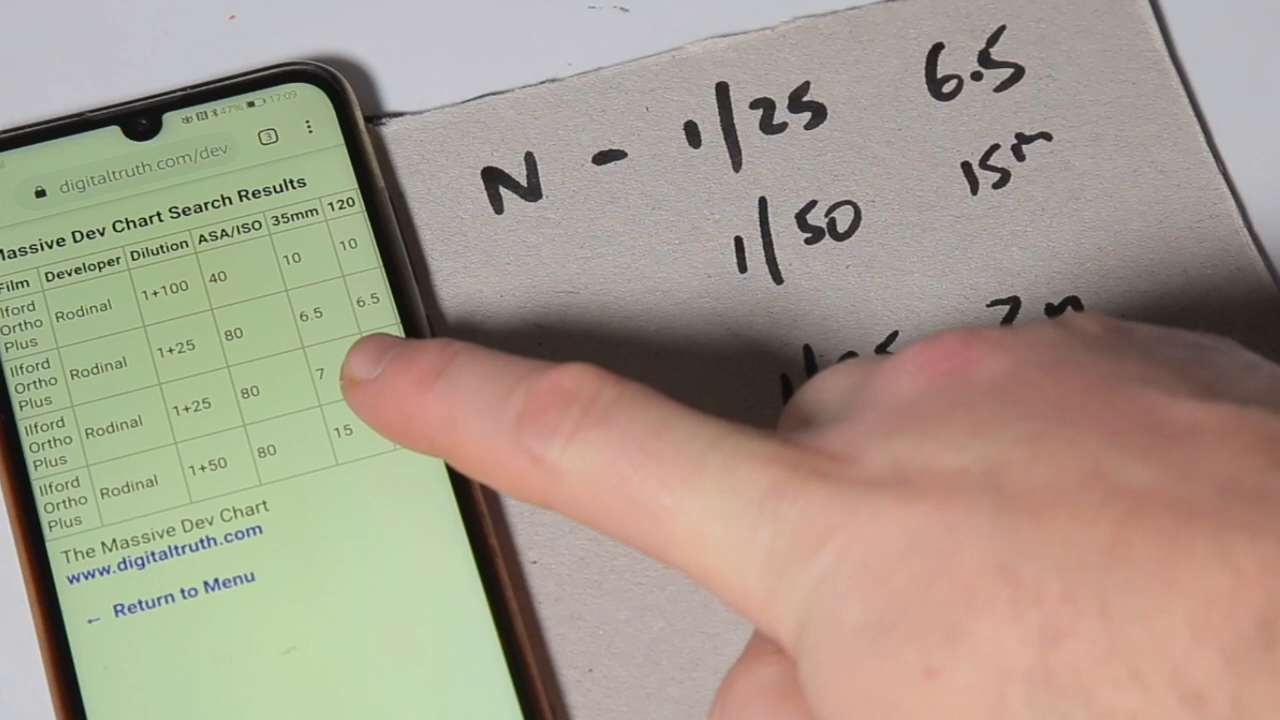 47% 17:09
digitaltruth.com/dev
3
Massive Dev Chart Search Results
Film Developer Dilution ASA/ISO 35mm 120
Ilford Ortho Plus Rodinal 1+100 40 10 10
Ilford Ortho Plus Rodinal 1+25 80 6.5 6.5
Ilford Ortho Plus Rodinal 1+25 80 7
Ilford Ortho Plus Rodinal 1+50 80 15
The Massive Dev Chart
www.digitaltruth.com
← Return to Menu
N - 1/25 6.5
1/50 15m